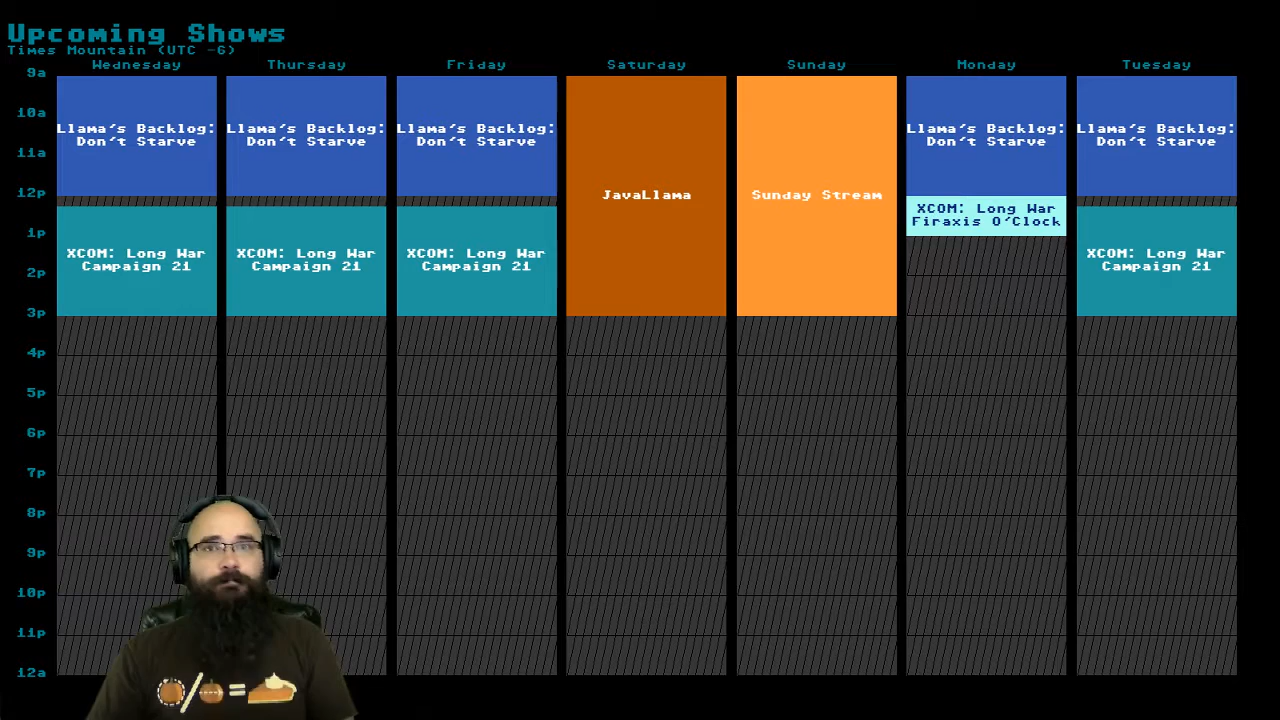 Upcoming Shows
Times Mountain (UTC -6)
Wednesday
Thursday
Friday
Saturday
Sunday
Monday
Tuesday
9a
10a
11a
12p
1p
2p
3p
4p
5p
6p
7p
8p
9p
10p
11p
12a
Llama's Backlog:
Don't Starve
XCOM: Long War
Campaign 21
Llama's Backlog:
Don't Starve
XCOM: Long War
Campaign 21
Llama's Backlog:
Don't Starve
XCOM: Long War
Campaign 21
JavaLlama
Sunday Stream
Llama's Backlog:
Don't Starve
XCOM: Long War
Firaxis O'Clock
Llama's Backlog:
Don't Starve
XCOM: Long War
Campaign 21
/ =